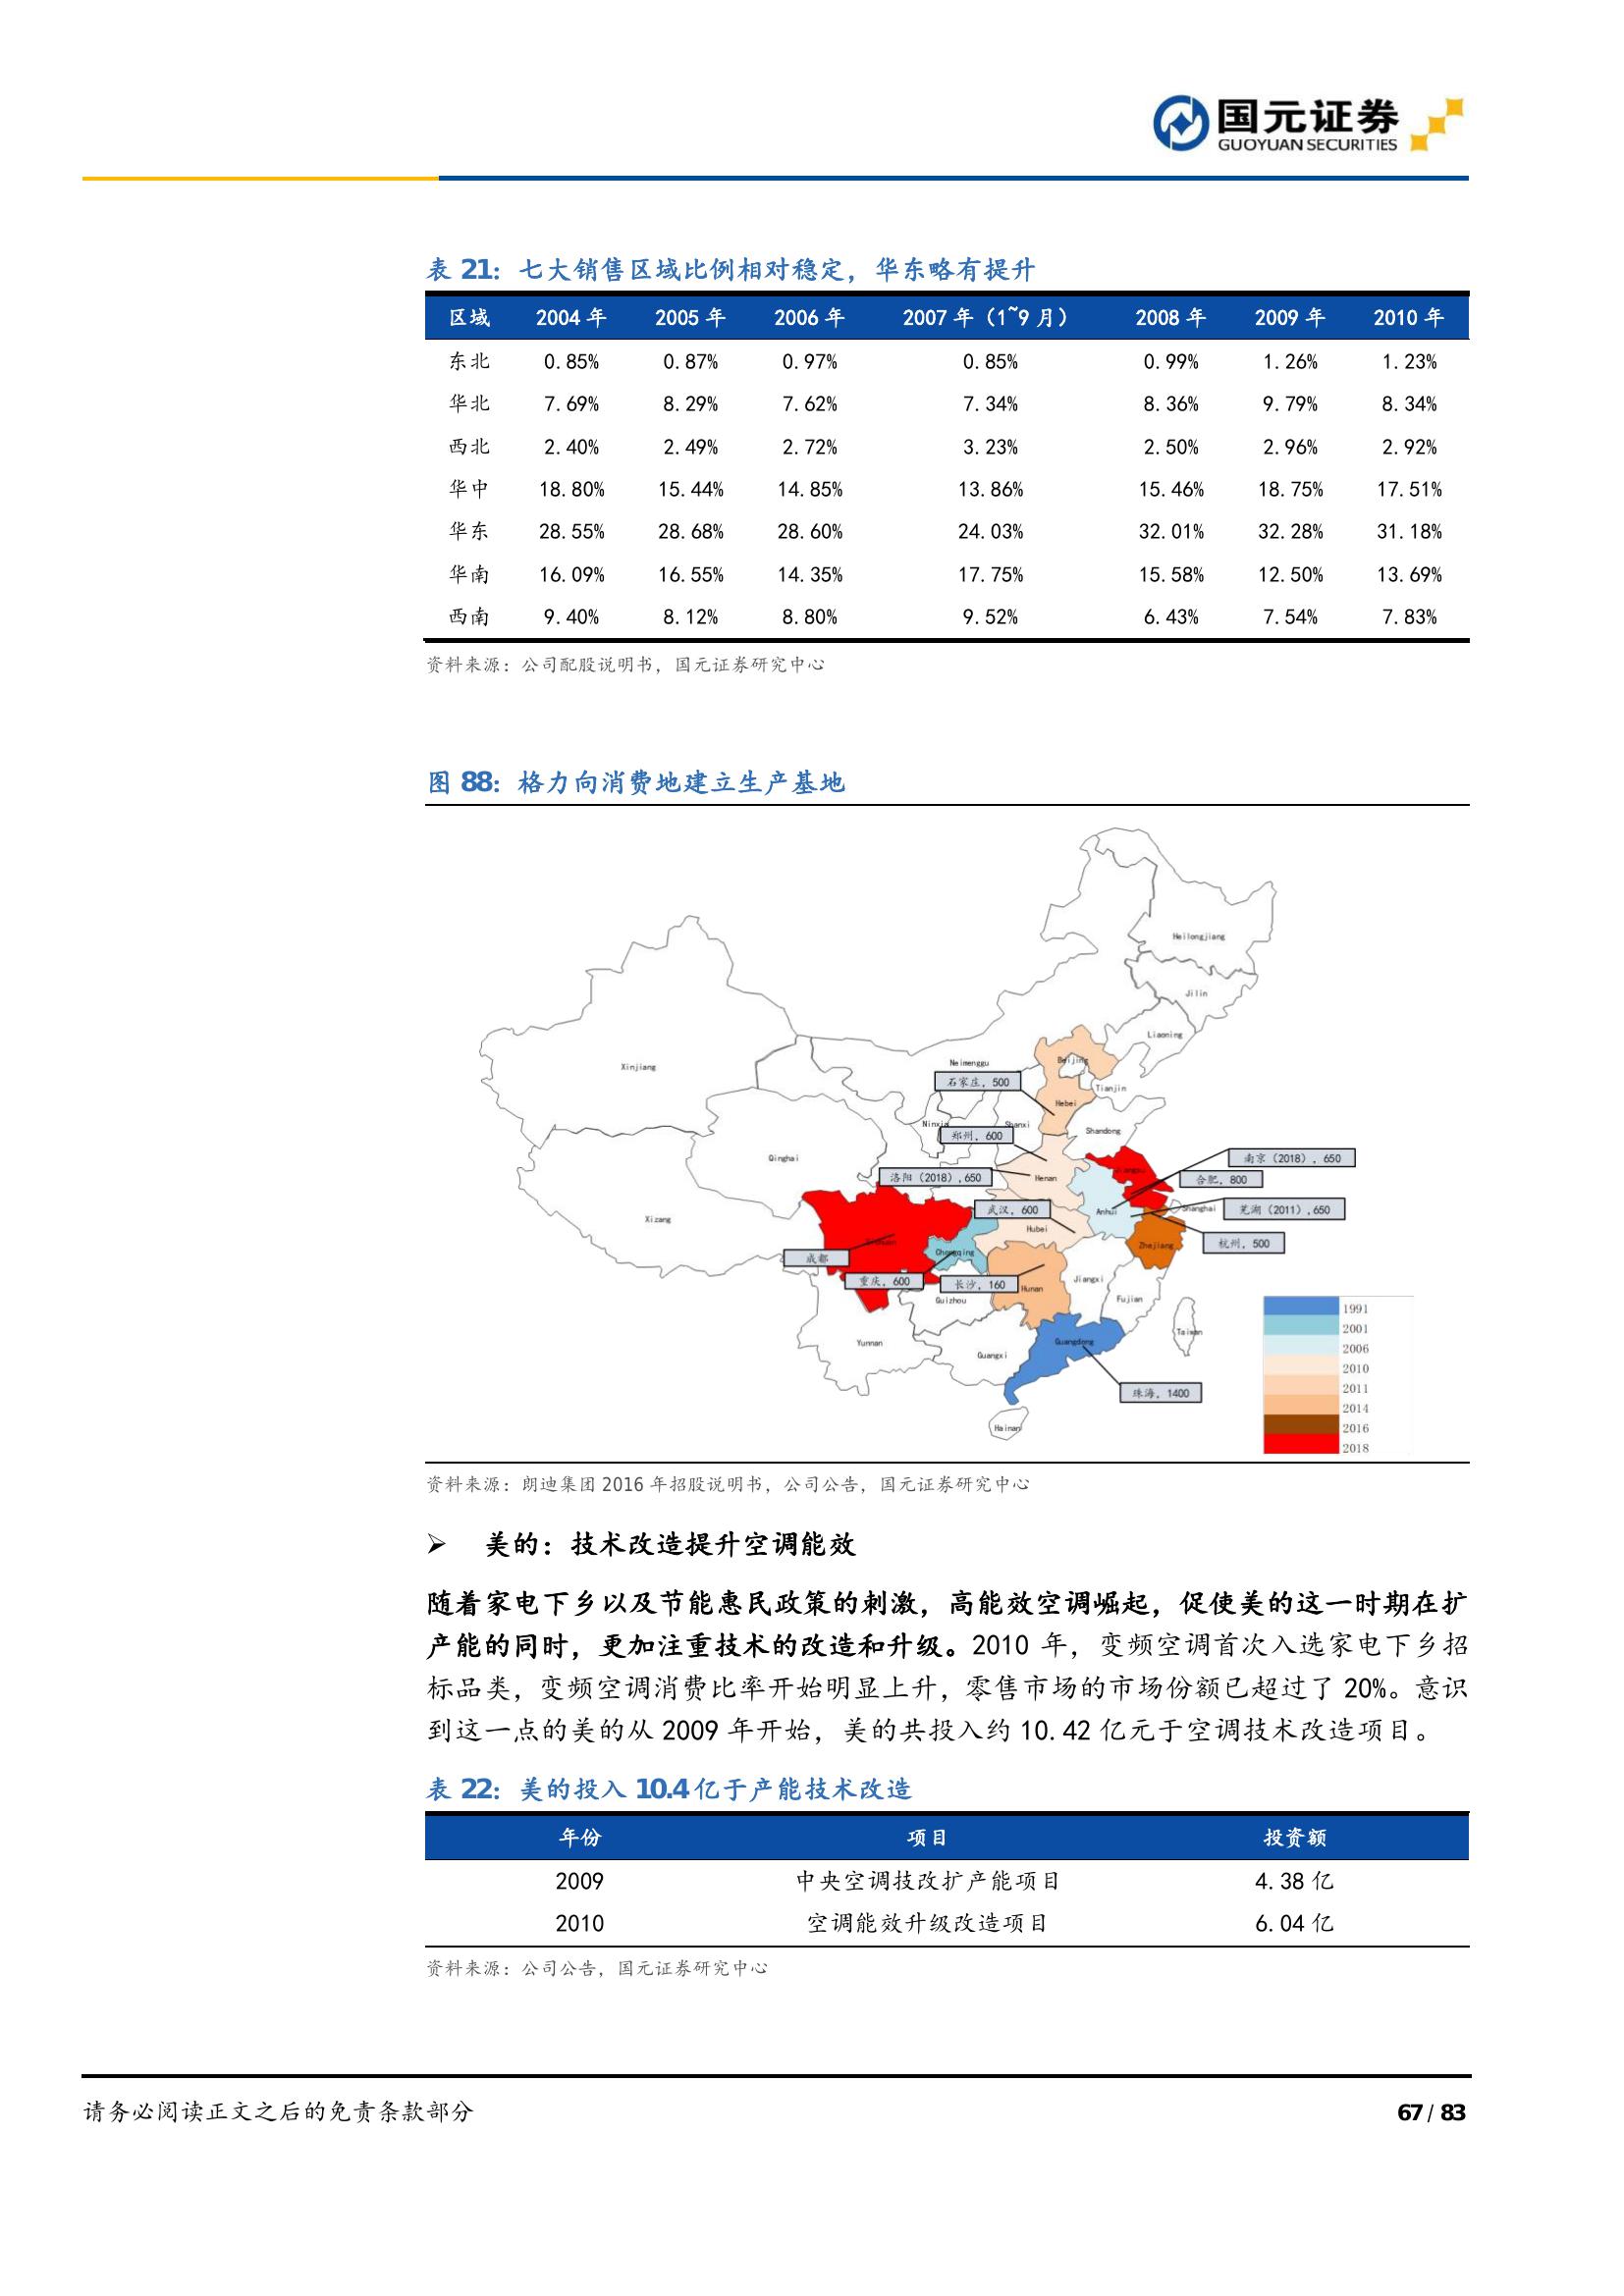 国元证券
GUOYUAN SECURITIES
表 21：七大销售区域比例相对稳定，华东略有提升
区域 2004 年 2005 年 2006 年 2007 年（1~9 月） 2008 年 2009 年 2010 年
东北 0.85% 0.87% 0.97% 0.85% 0.99% 1.26% 1.23%
华北 7.69% 8.29% 7.62% 7.34% 8.36% 9.79% 8.34%
西北 2.40% 2.49% 2.72% 3.23% 2.50% 2.96% 2.92%
华中 18.80% 15.44% 14.85% 13.86% 15.46% 18.75% 17.51%
华东 28.55% 28.68% 28.60% 24.03% 32.01% 32.28% 31.18%
华南 16.09% 16.55% 14.35% 17.75% 15.58% 12.50% 13.69%
西南 9.40% 8.12% 8.80% 9.52% 6.43% 7.54% 7.83%
资料来源：公司配股说明书，国元证券研究中心
图 88：格力向消费地建立生产基地
Heilongjiang
Jilin
Liaoning
Neimenggu
Beijing
Xinjiang
石家庄，500
Tianjin
Hebei
Ninxia
Shanxi
Shandong
郑州，600
Qinghai
南京（2018），650
洛阳（2018）,650
Henan
合肥，800
武汉，600
Anhui
Shanghai
芜湖（2011）,650
Xizang
Hubei
Zhejiang
杭州，500
Chongqing
成都
重庆，600
长沙，160
Hunan
Jiangxi
Guizhou
Fujian
Taiwan
Yunnan
Guangxi
Guangdong
珠海，1400
Hainan
1991
2001
2006
2010
2011
2014
2016
2018
资料来源：朗迪集团 2016 年招股说明书，公司公告，国元证券研究中心
➢ 美的：技术改造提升空调能效
随着家电下乡以及节能惠民政策的刺激，高能效空调崛起，促使美的这一时期在扩
产能的同时，更加注重技术的改造和升级。2010 年，变频空调首次入选家电下乡招
标品类，变频空调消费比率开始明显上升，零售市场的市场份额已超过了 20%。意识
到这一点的美的从 2009 年开始，美的共投入约 10.42 亿元于空调技术改造项目。
表 22：美的投入 10.4 亿于产能技术改造
年份 项目 投资额
2009 中央空调技改扩产能项目 4.38 亿
2010 空调能效升级改造项目 6.04 亿
资料来源：公司公告，国元证券研究中心
请务必阅读正文之后的免责条款部分 67 / 83